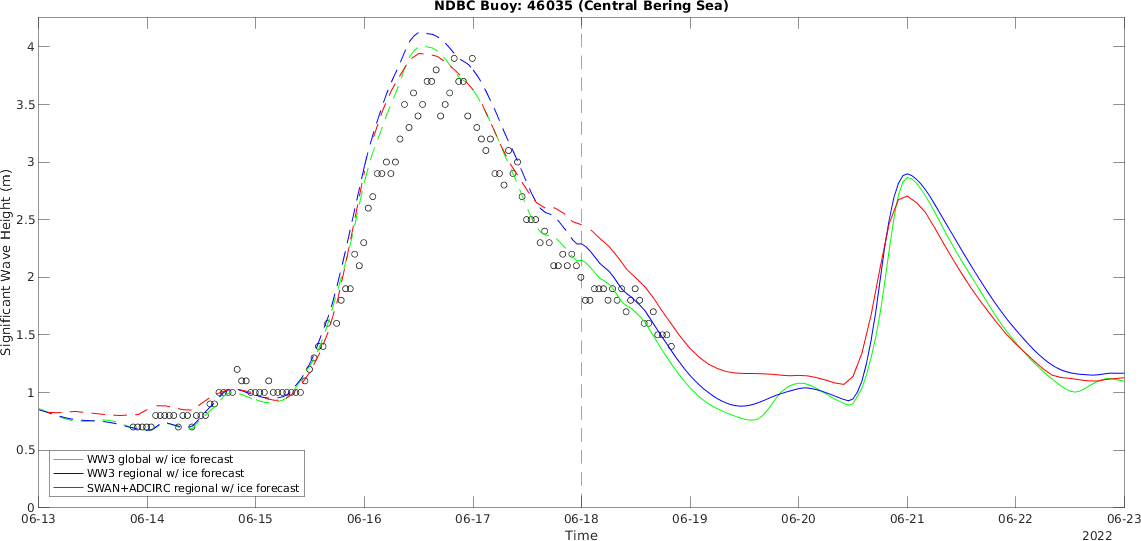 NDBC Buoy: 46035 (Central Bering Sea)
4
3.5
3
2.5
2
1.5
1
0.5
0
Significant Wave Height (m)
WW3 global w/ ice forecast
WW3 regional w/ ice forecast
SWAN+ADCIRC regional w/ ice forecast
06-13 06-14 06-15 06-16 06-17 06-18 06-19 06-20 06-21 06-22 06-23
Time
2022